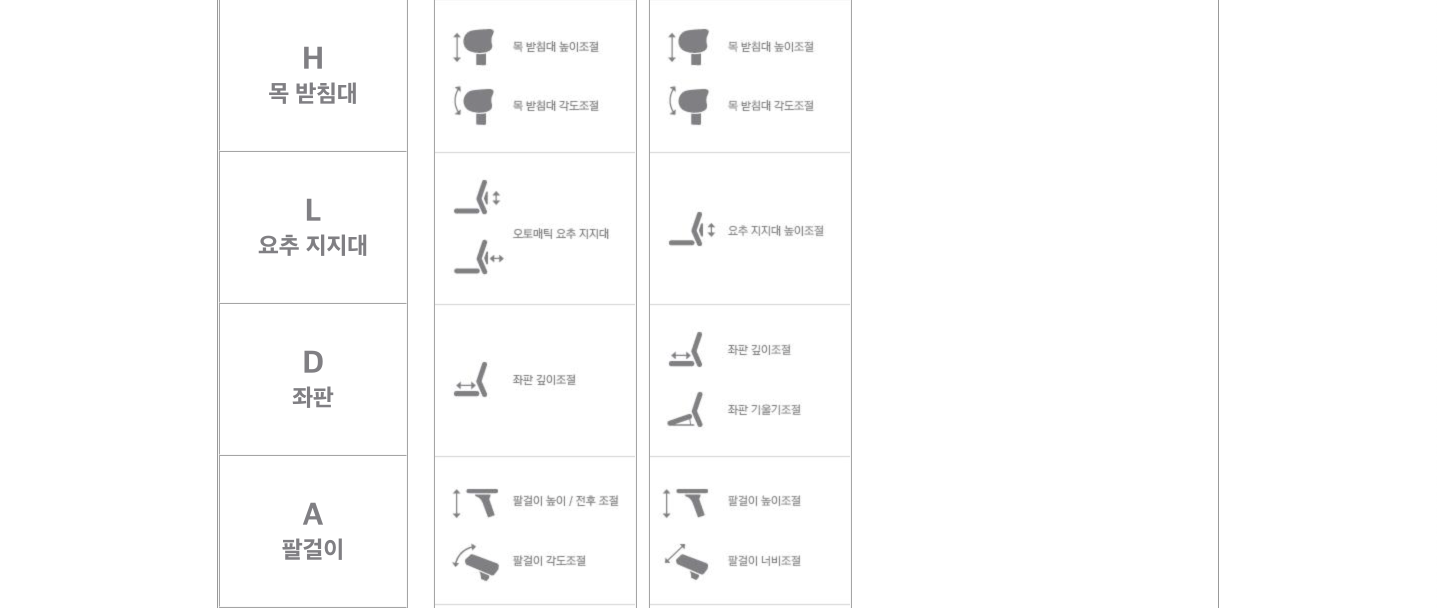 H
목 받침대
목 받침대 높이조절
목 받침대 각도조절
목 받침대 높이조절
목 받침대 각도조절
L
요추 지지대
오토매틱 요추 지지대
요추 지지대 높이조절
D
좌판
좌판 깊이조절
좌판 깊이조절
좌판 기울기조절
A
팔걸이
팔걸이 높이 / 전후 조절
팔걸이 각도조절
팔걸이 높이조절
팔걸이 너비조절